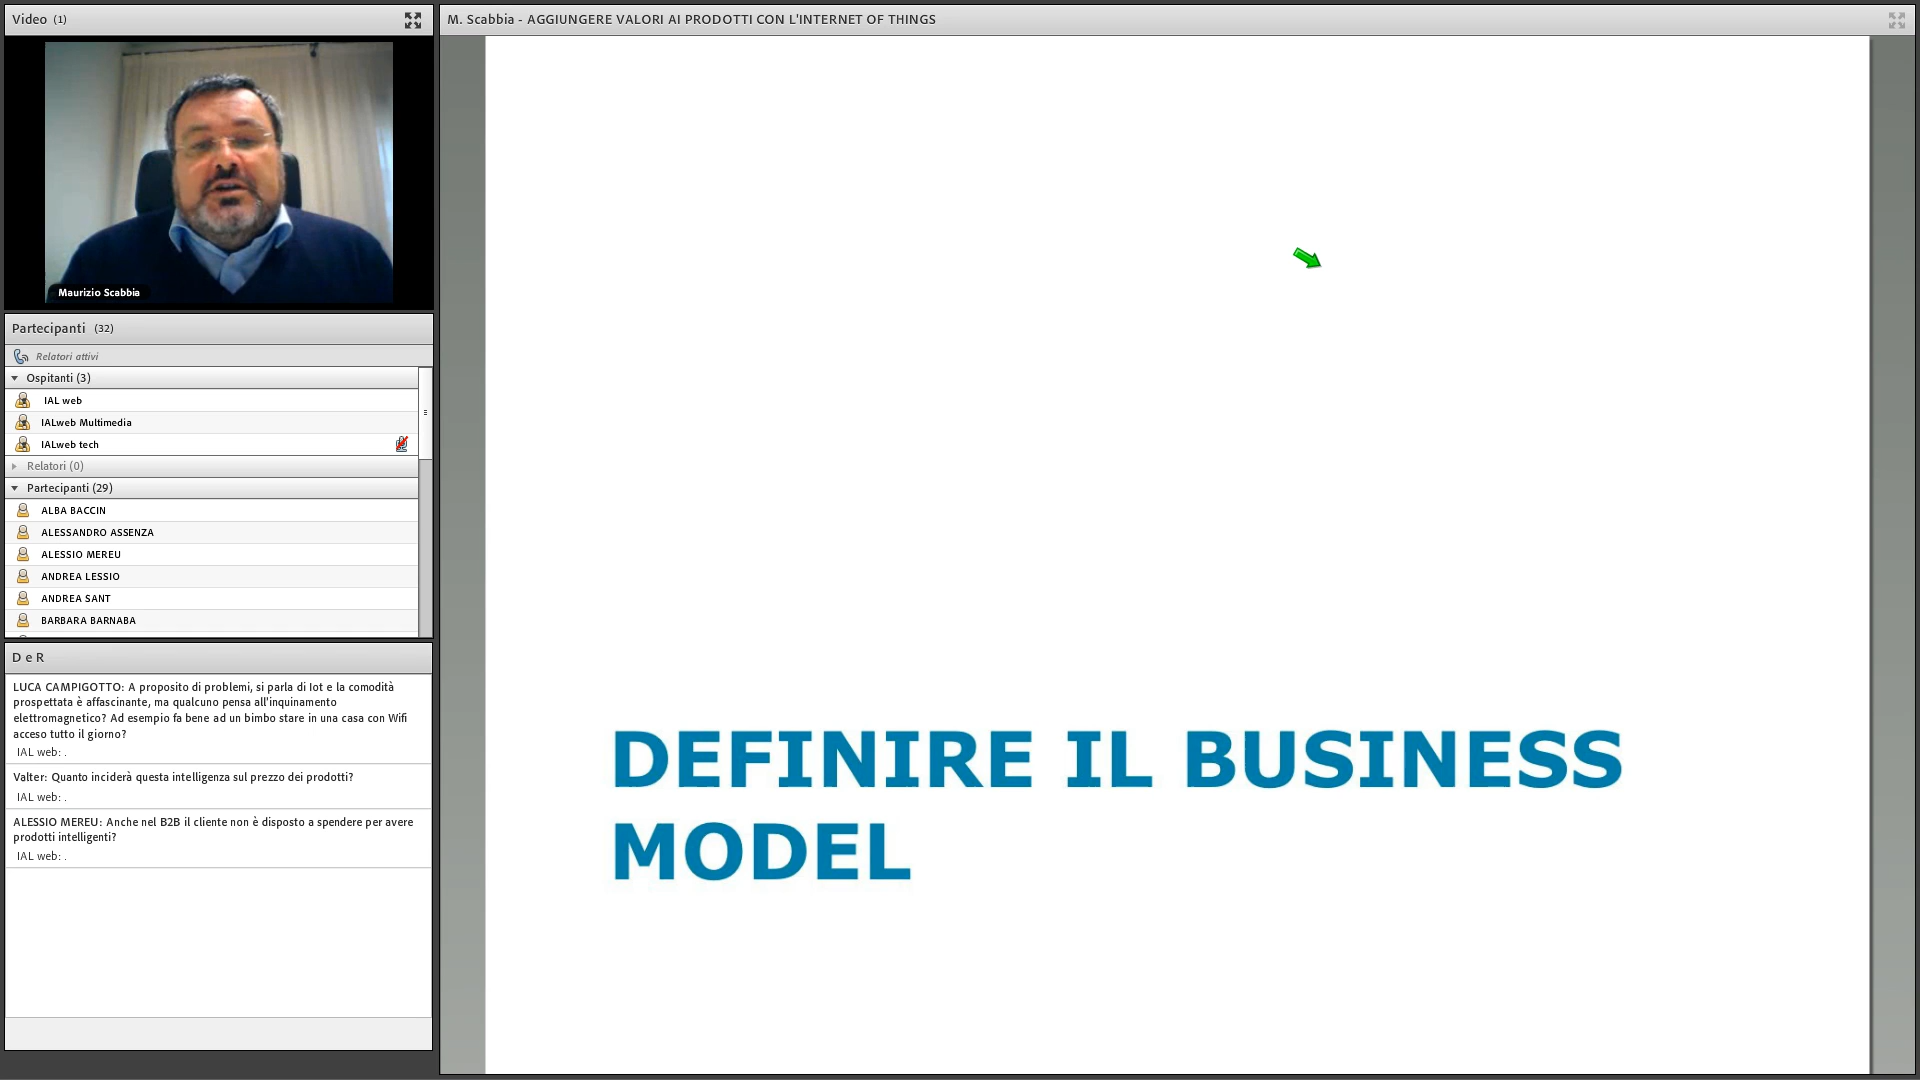 Video (1)
Maurizio Scabbia
Partecipanti (32)
Relatori attivi
Ospitanti (3)
IAL web
IALweb Multimedia
IALweb tech
Relatori (0)
Partecipanti (29)
ALBA BACCIN
ALESSANDRO ASSENZA
ALESSIO MEREU
ANDREA LESSIO
ANDREA SANT
BARBARA BARNABA
D e R
LUCA CAMPIGOTTO: A proposito di problemi, si parla di Iot e la comodità
prospettata è affascinante, ma qualcuno pensa all'inquinamento
elettromagnetico? Ad esempio fa bene ad un bimbo stare in una casa con Wifi
acceso tutto il giorno?
IAL web: .
Valter: Quanto inciderà questa intelligenza sul prezzo dei prodotti?
IAL web: .
ALESSIO MEREU: Anche nel B2B il cliente non è disposto a spendere per avere
prodotti intelligenti?
IAL web: .
M. Scabbia - AGGIUNGERE VALORI AI PRODOTTI CON L'INTERNET OF THINGS
DEFINIRE IL BUSINESS
MODEL